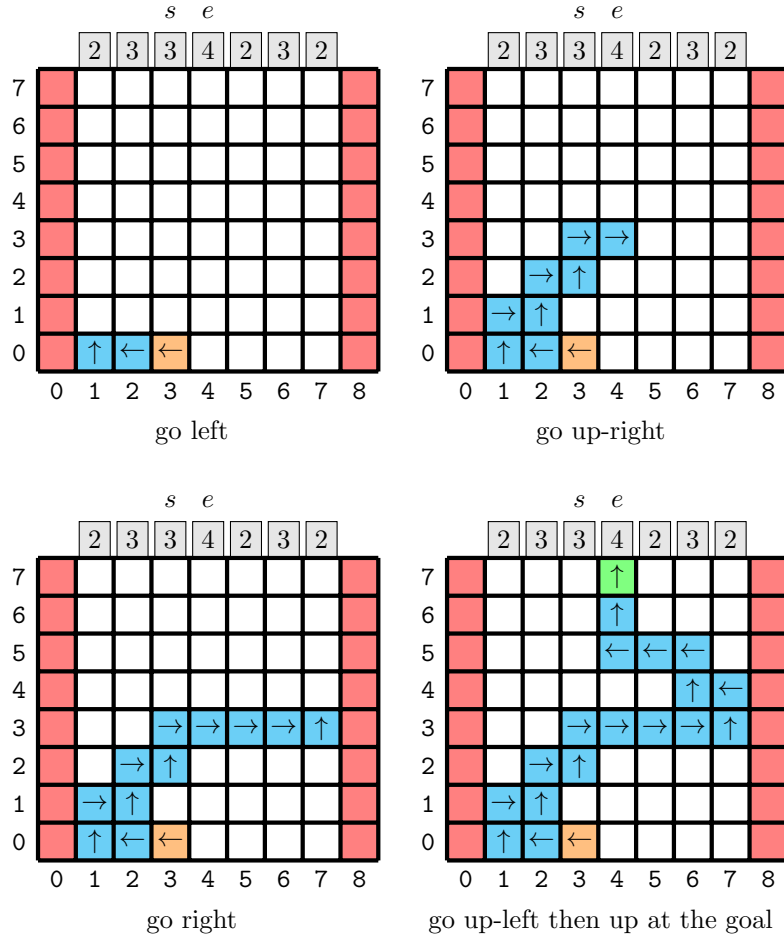 s e s e
2 3 3 4 2 3 2 2 3 3 4 2 3 2
7 7
6 6
5 5
4 4
3 3 → →
2 2 → ↑
1 1 → ↑
0 ↑ ← ← 0 ↑ ← ←
0 1 2 3 4 5 6 7 8 0 1 2 3 4 5 6 7 8
go left go up-right
s e s e
2 3 3 4 2 3 2 2 3 3 4 2 3 2
7 7 ↑
6 6 ↑
5 5 ← ← ←
4 4 ↑ ←
3 → → → → ↑ 3 → → → → ↑
2 → ↑ 2 → ↑
1 → ↑ 1 → ↑
0 ↑ ← ← 0 ↑ ← ←
0 1 2 3 4 5 6 7 8 0 1 2 3 4 5 6 7 8
go right go up-left then up at the goal